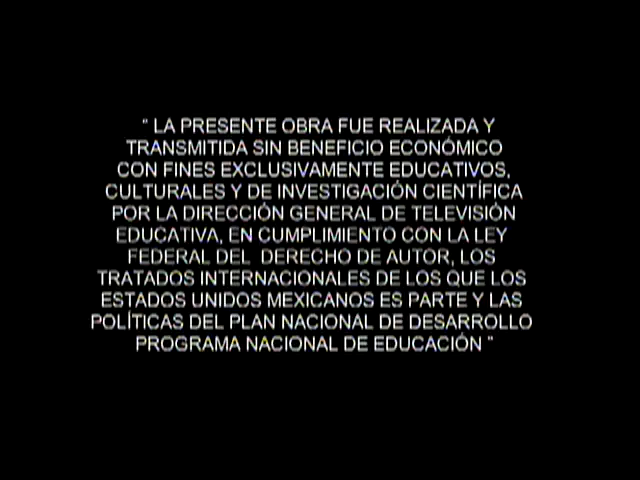 “ LA PRESENTE OBRA FUE REALIZADA Y
TRANSMITIDA SIN BENEFICIO ECONÓMICO
CON FINES EXCLUSIVAMENTE EDUCATIVOS,
CULTURALES Y DE INVESTIGACIÓN CIENTÍFICA
POR LA DIRECCIÓN GENERAL DE TELEVISIÓN
EDUCATIVA, EN CUMPLIMIENTO CON LA LEY
FEDERAL DEL DERECHO DE AUTOR, LOS
TRATADOS INTERNACIONALES DE LOS QUE LOS
ESTADOS UNIDOS MEXICANOS ES PARTE Y LAS
POLÍTICAS DEL PLAN NACIONAL DE DESARROLLO
PROGRAMA NACIONAL DE EDUCACIÓN ”